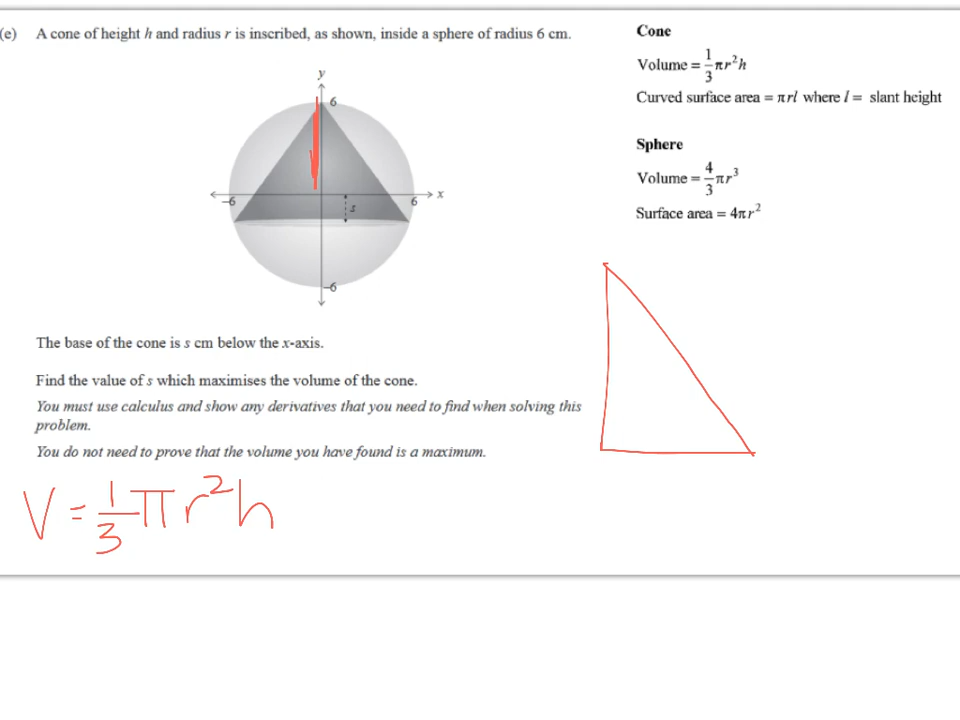 (e) A cone of height h and radius r is inscribed, as shown, inside a sphere of radius 6 cm.
y
6
-6
6
x
s
-6
The base of the cone is s cm below the x-axis.
Find the value of s which maximises the volume of the cone.
You must use calculus and show any derivatives that you need to find when solving this
problem.
You do not need to prove that the volume you have found is a maximum.
V = 1/3 π r²h
Cone
Volume = 1/3 πr²h
Curved surface area = πrl where l = slant height
Sphere
Volume = 4/3 πr³
Surface area = 4πr²